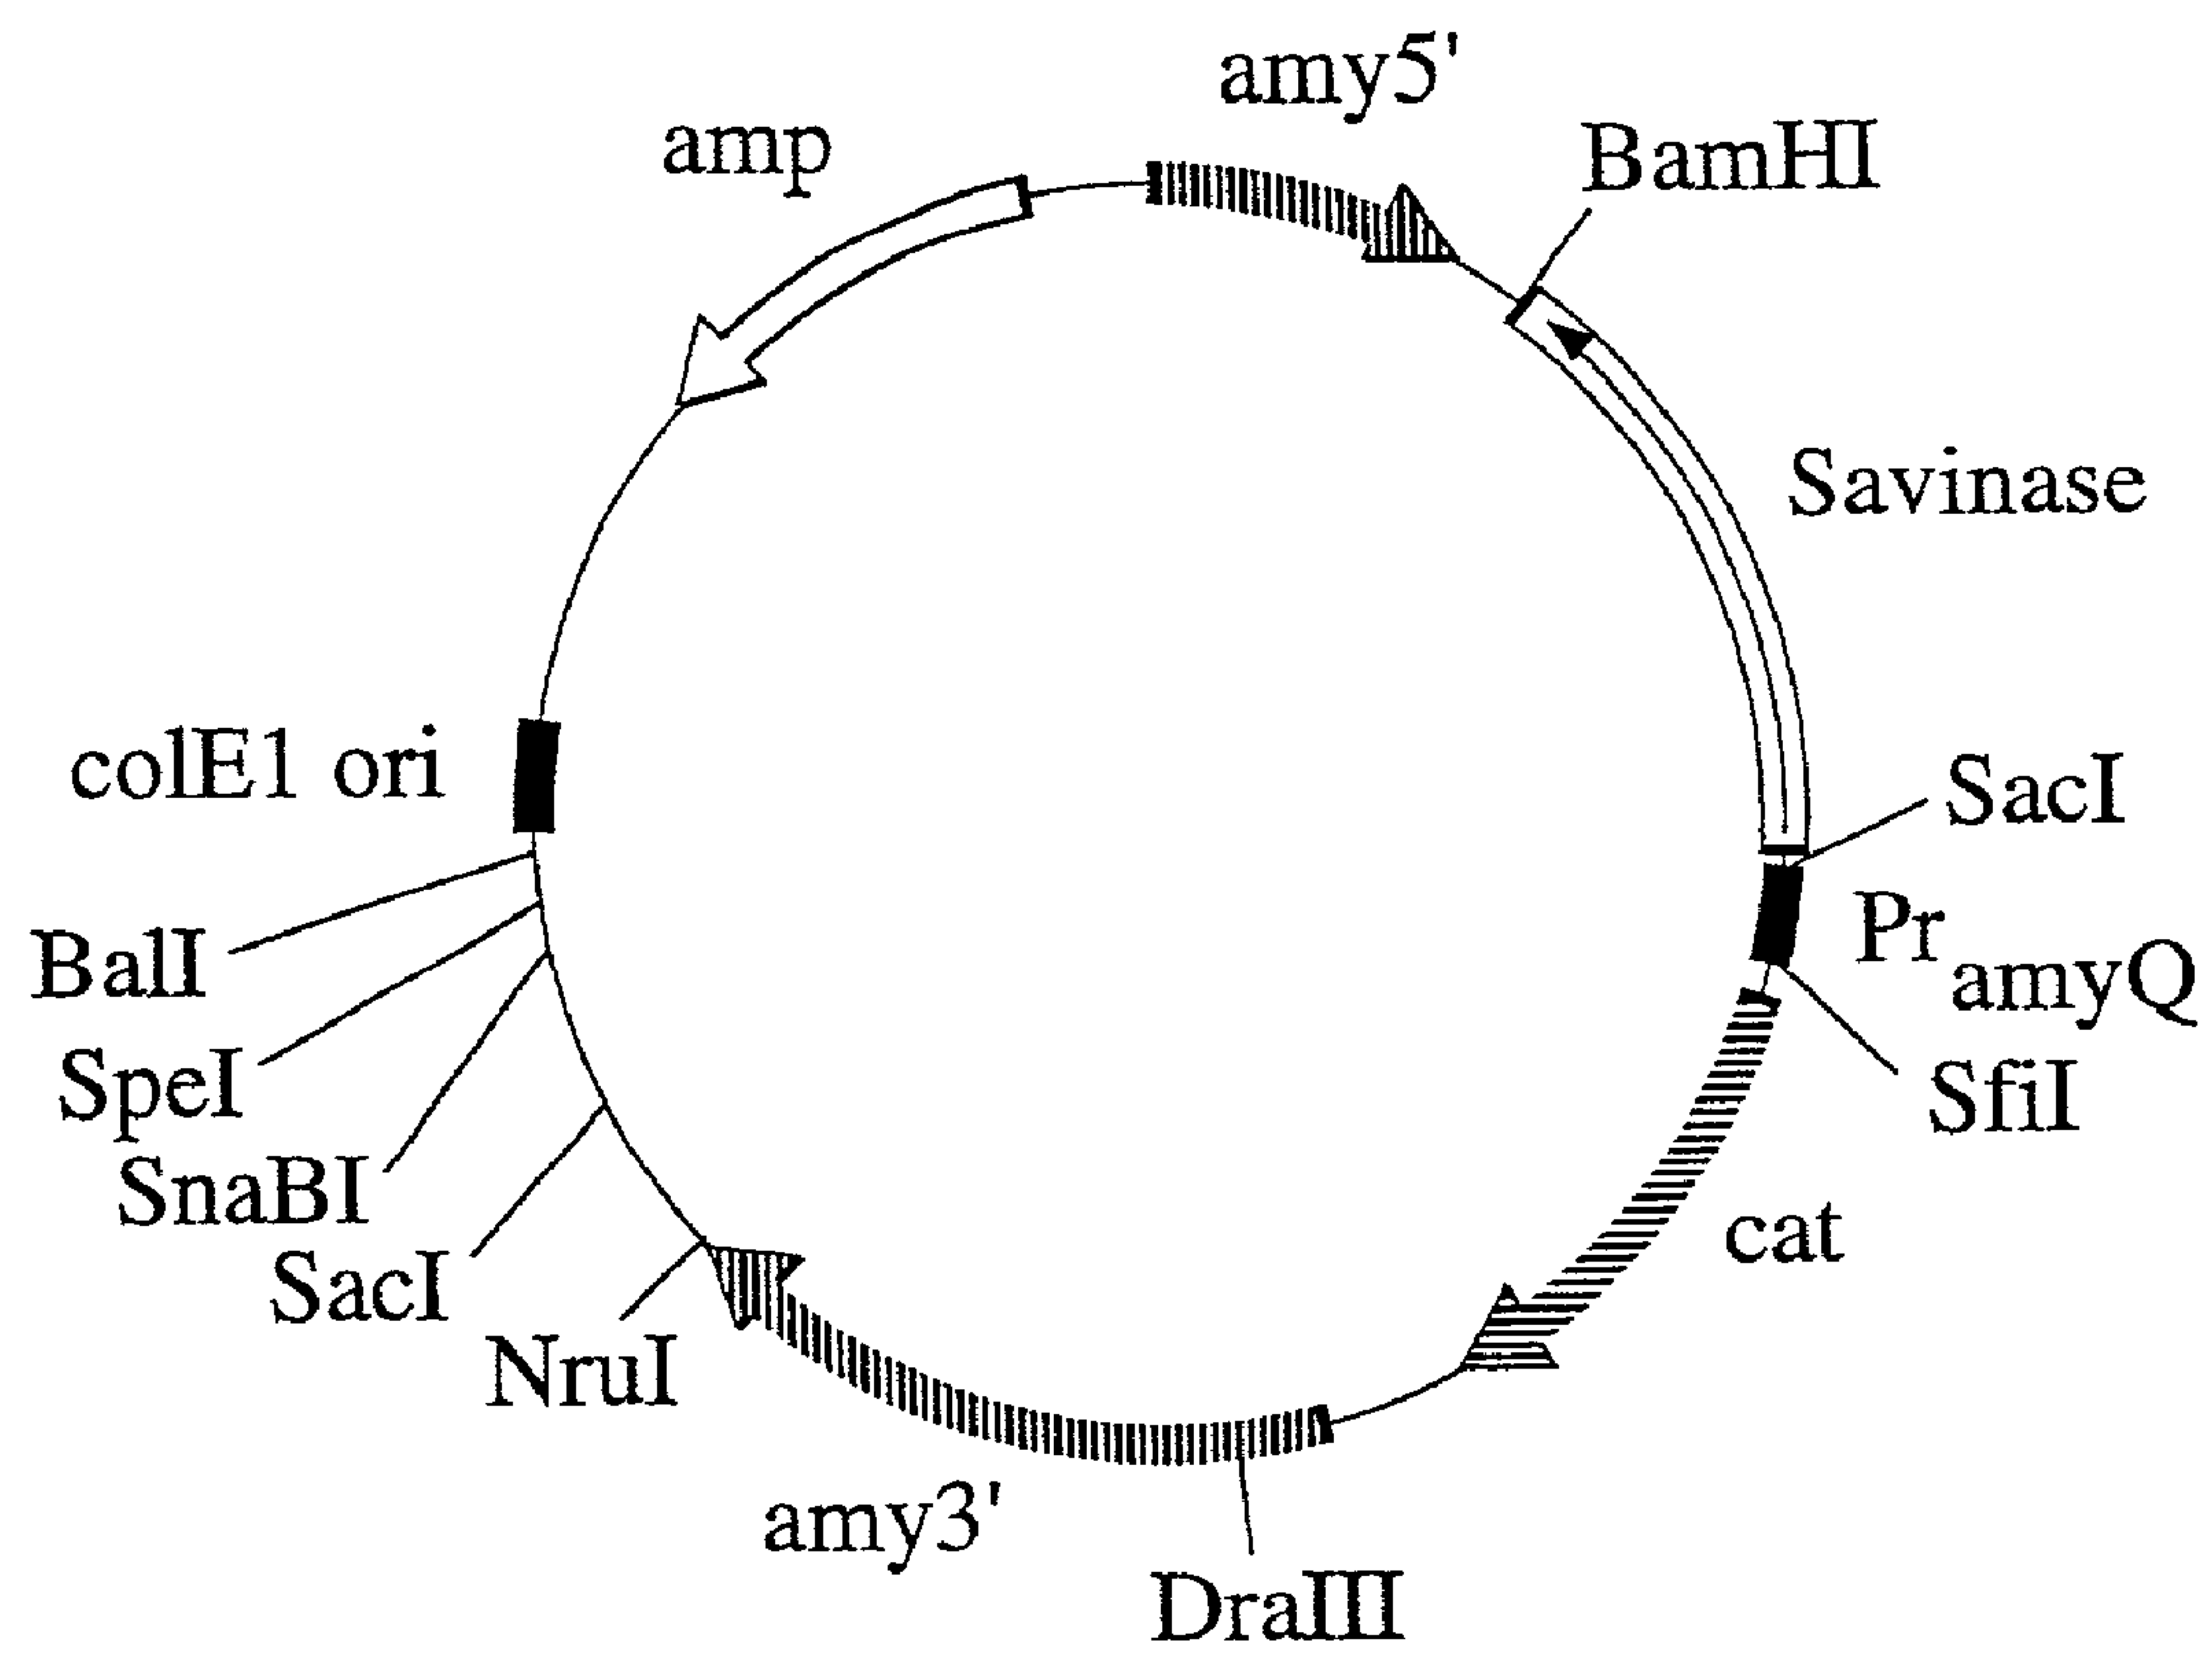 amy5'
amp
BamHI
Savinase
colE1 ori
SacI
Pr amyQ
BalI
SpeI
SfiI
SnaBI
cat
SacI
NruI
amy3'
DraIII